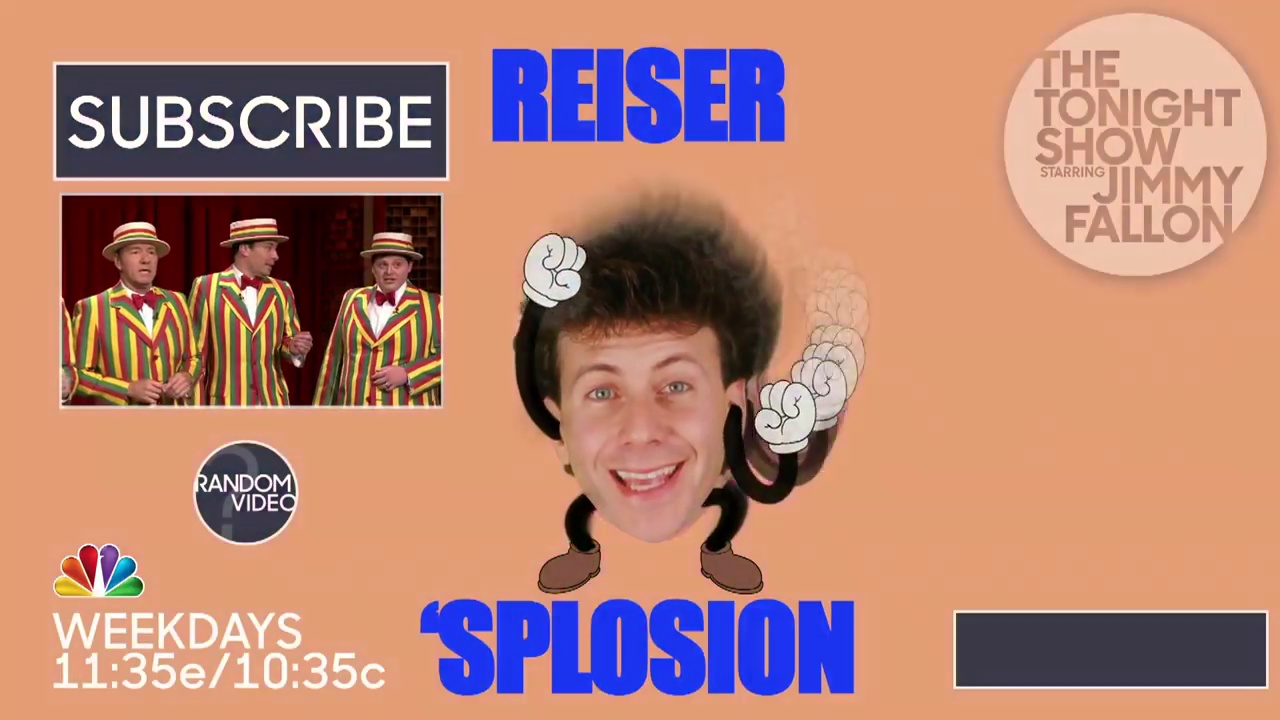 SUBSCRIBE
REISER
THE
TONIGHT
SHOW
STARRING
JIMMY
FALLON
RANDOM
VIDEO
WEEKDAYS
11:35e/10:35c
‘SPLOSION